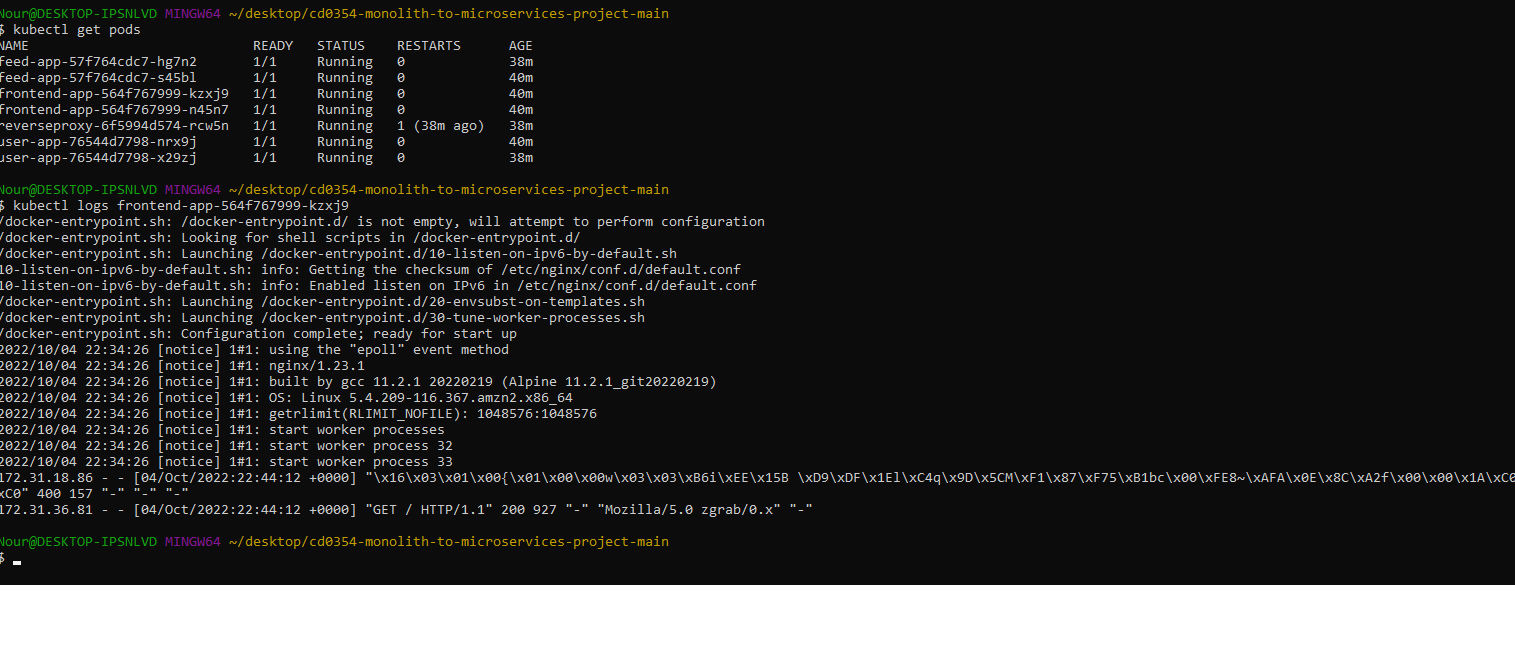 Nour@DESKTOP-IPSNLVD MINGW64 ~/desktop/cd0354-monolith-to-microservices-project-main
$ kubectl get pods
NAME                            READY   STATUS    RESTARTS      AGE
feed-app-57f764cdc7-hg7n2       1/1     Running   0             38m
feed-app-57f764cdc7-s45bl       1/1     Running   0             40m
frontend-app-564f767999-kzxj9   1/1     Running   0             40m
frontend-app-564f767999-n45n7   1/1     Running   0             40m
reverseproxy-6f5994d574-rcw5n   1/1     Running   1 (38m ago)   38m
user-app-76544d7798-nrx9j       1/1     Running   0             40m
user-app-76544d7798-x29zj       1/1     Running   0             38m
Nour@DESKTOP-IPSNLVD MINGW64 ~/desktop/cd0354-monolith-to-microservices-project-main
$ kubectl logs frontend-app-564f767999-kzxj9
/docker-entrypoint.sh: /docker-entrypoint.d/ is not empty, will attempt to perform configuration
/docker-entrypoint.sh: Looking for shell scripts in /docker-entrypoint.d/
/docker-entrypoint.sh: Launching /docker-entrypoint.d/10-listen-on-ipv6-by-default.sh
10-listen-on-ipv6-by-default.sh: info: Getting the checksum of /etc/nginx/conf.d/default.conf
10-listen-on-ipv6-by-default.sh: info: Enabled listen on IPv6 in /etc/nginx/conf.d/default.conf
/docker-entrypoint.sh: Launching /docker-entrypoint.d/20-envsubst-on-templates.sh
/docker-entrypoint.sh: Launching /docker-entrypoint.d/30-tune-worker-processes.sh
/docker-entrypoint.sh: Configuration complete; ready for start up
2022/10/04 22:34:26 [notice] 1#1: using the "epoll" event method
2022/10/04 22:34:26 [notice] 1#1: nginx/1.23.1
2022/10/04 22:34:26 [notice] 1#1: built by gcc 11.2.1 20220219 (Alpine 11.2.1_git20220219)
2022/10/04 22:34:26 [notice] 1#1: OS: Linux 5.4.209-116.367.amzn2.x86_64
2022/10/04 22:34:26 [notice] 1#1: getrlimit(RLIMIT_NOFILE): 1048576:1048576
2022/10/04 22:34:26 [notice] 1#1: start worker processes
2022/10/04 22:34:26 [notice] 1#1: start worker process 32
2022/10/04 22:34:26 [notice] 1#1: start worker process 33
172.31.18.86 - - [04/Oct/2022:22:44:12 +0000] "\x16\x03\x01\x00{\x01\x00\x00w\x03\x03\xB6i\xEE\x15B \xD9\xDF\x1El\xC4q\x9D\x5CM\xF1\x87\xF75\xB1bc\x00\xFE8~\xAFA\x0E\x8C\xA2f\x00\x00\x1A\xC0
xC0" 400 157 "-" "-" "-"
172.31.36.81 - - [04/Oct/2022:22:44:12 +0000] "GET / HTTP/1.1" 200 927 "-" "Mozilla/5.0 zgrab/0.x" "-"
Nour@DESKTOP-IPSNLVD MINGW64 ~/desktop/cd0354-monolith-to-microservices-project-main
$